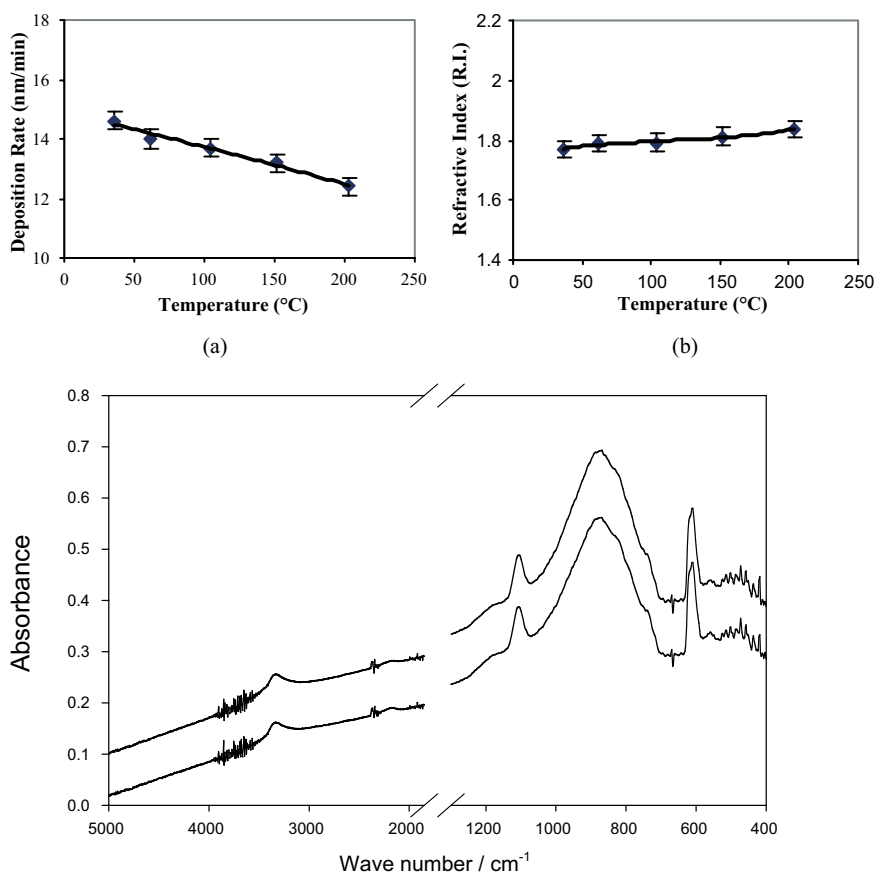 18
16
14
12
10
Deposition Rate (nm/min)
0 50 100 150 200 250
Temperature (°C)
(a)
2.2
2
1.8
1.6
1.4
Refractive Index (R.I.)
0 50 100 150 200 250
Temperature (°C)
(b)
0.8
0.7
0.6
0.5
0.4
0.3
0.2
0.1
0.0
Absorbance
5000 4000 3000 2000 1200 1000 800 600 400
Wave number / cm⁻¹